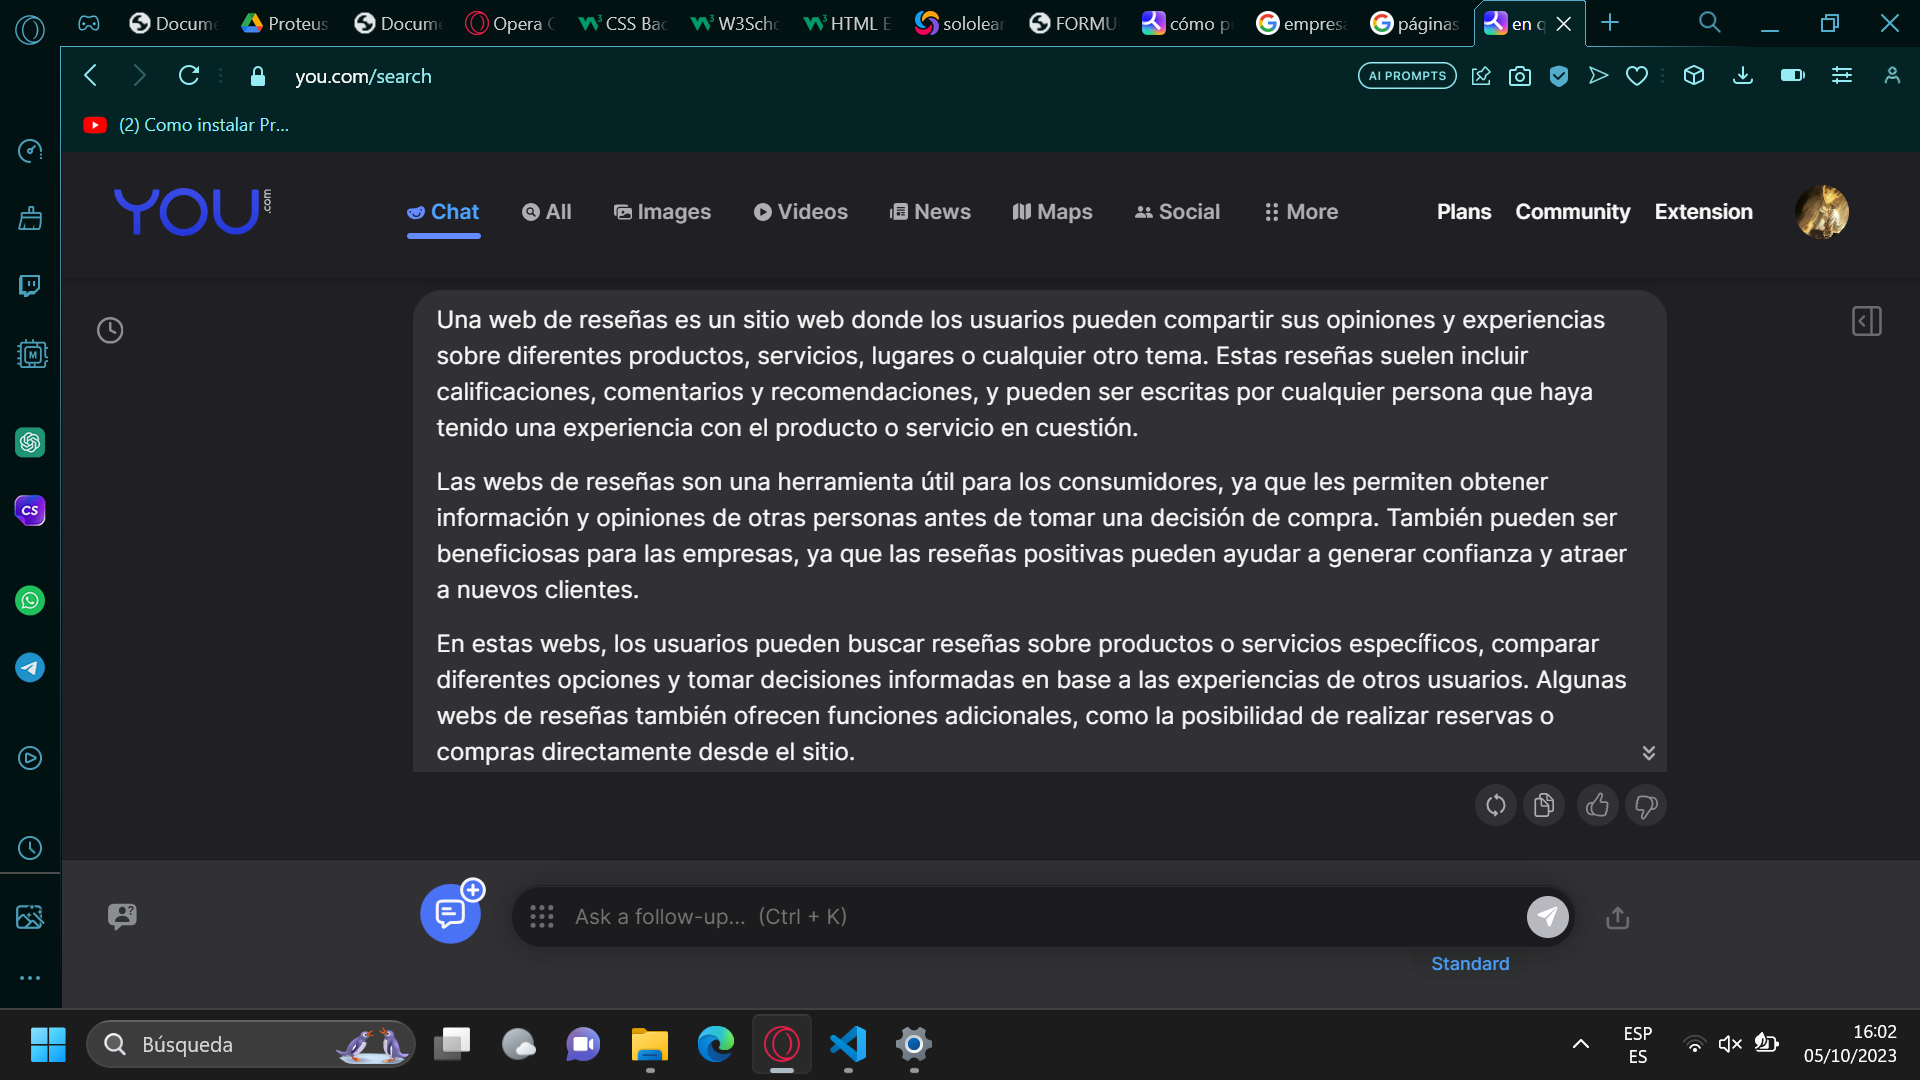 Docume
Proteus
Docume
Opera G
CSS Bac
W3Scho
HTML E
sololear
FORMU
cómo p
empresa
páginas
en q
you.com/search
AI PROMPTS
(2) Como instalar Pr...
YOU.com
Chat
All
Images
Videos
News
Maps
Social
More
Plans
Community
Extension
Una web de reseñas es un sitio web donde los usuarios pueden compartir sus opiniones y experiencias
sobre diferentes productos, servicios, lugares o cualquier otro tema. Estas reseñas suelen incluir
calificaciones, comentarios y recomendaciones, y pueden ser escritas por cualquier persona que haya
tenido una experiencia con el producto o servicio en cuestión.
Las webs de reseñas son una herramienta útil para los consumidores, ya que les permiten obtener
información y opiniones de otras personas antes de tomar una decisión de compra. También pueden ser
beneficiosas para las empresas, ya que las reseñas positivas pueden ayudar a generar confianza y atraer
a nuevos clientes.
En estas webs, los usuarios pueden buscar reseñas sobre productos o servicios específicos, comparar
diferentes opciones y tomar decisiones informadas en base a las experiencias de otros usuarios. Algunas
webs de reseñas también ofrecen funciones adicionales, como la posibilidad de realizar reservas o
compras directamente desde el sitio.
Ask a follow-up... (Ctrl + K)
Standard
M
CS
Búsqueda
ESP
ES
16:02
05/10/2023